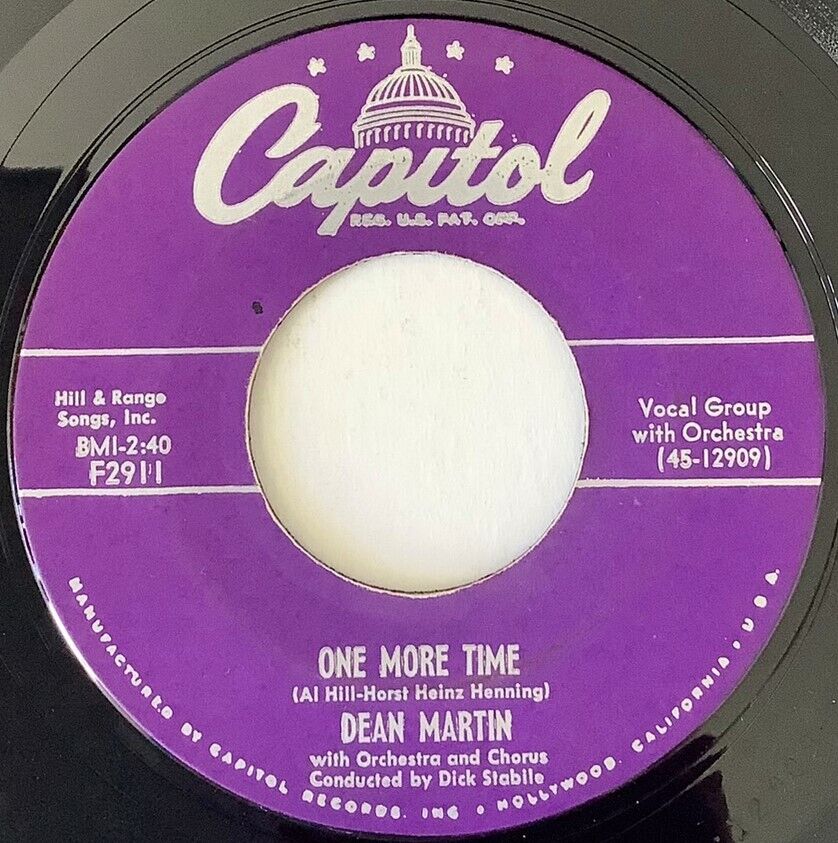 Capitol
REG. U.S. PAT. OFF.
Hill & Range
Songs, Inc.
BMI-2:40
F2911
Vocal Group
with Orchestra
(45-12909)
ONE MORE TIME
(Al Hill-Horst Heinz Henning)
DEAN MARTIN
with Orchestra and Chorus
Conducted by Dick Stabile
MANUFACTURED BY CAPITOL RECORDS, INC • HOLLYWOOD, CALIFORNIA • U S A